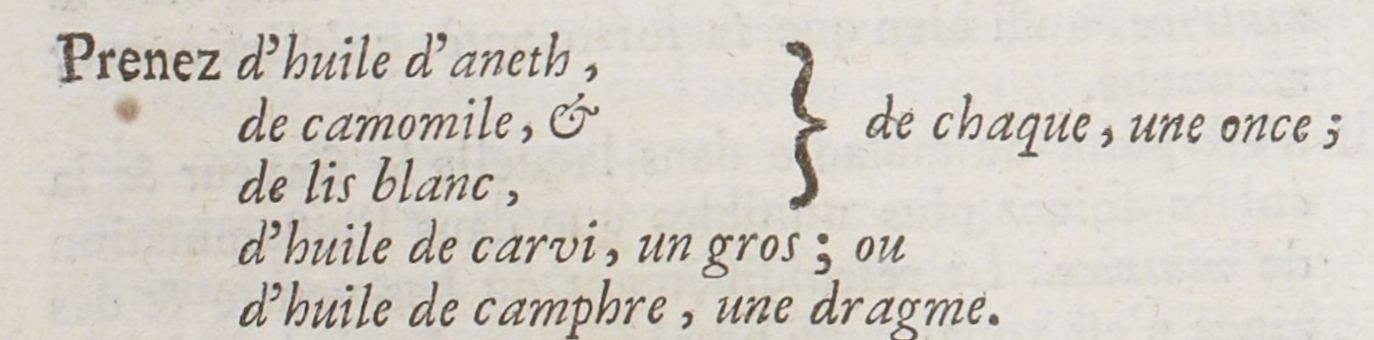 Prenez d'huile d'aneth,
de camomile, & } de chaque, une once;
de lis blanc,
d'huile de carvi, un gros; ou
d'huile de camphre, une dragme.